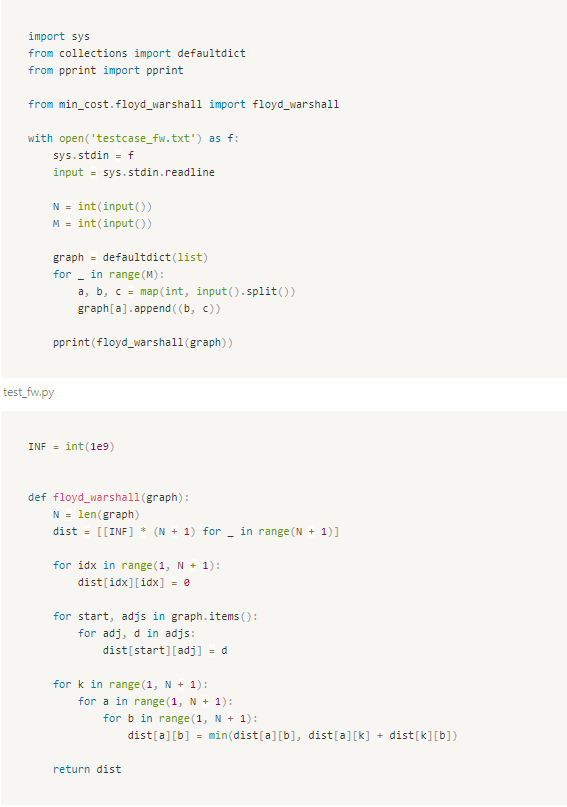 import sys
from collections import defaultdict
from pprint import pprint
from min_cost.floyd_warshall import floyd_warshall
with open('testcase_fw.txt') as f:
    sys.stdin = f
    input = sys.stdin.readline
    N = int(input())
    M = int(input())
    graph = defaultdict(list)
    for _ in range(M):
        a, b, c = map(int, input().split())
        graph[a].append((b, c))
    pprint(floyd_warshall(graph))
test_fw.py
INF = int(1e9)
def floyd_warshall(graph):
    N = len(graph)
    dist = [[INF] * (N + 1) for _ in range(N + 1)]
    for idx in range(1, N + 1):
        dist[idx][idx] = 0
    for start, adjs in graph.items():
        for adj, d in adjs:
            dist[start][adj] = d
    for k in range(1, N + 1):
        for a in range(1, N + 1):
            for b in range(1, N + 1):
                dist[a][b] = min(dist[a][b], dist[a][k] + dist[k][b])
    return dist